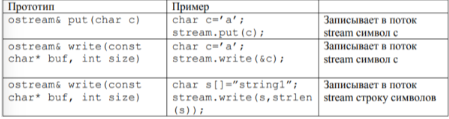 Прототип Пример
ostream& put(char c) char c='a'; Записывает в поток
stream.put(c); stream символ с
ostream& write(const char c='a'; Записывает в поток
char* buf, int size) stream.write(&c); stream символ с
ostream& write(const char s[]="string1"; Записывает в поток
char* buf, int size) stream.write(s,strlen stream строку символов
(s));